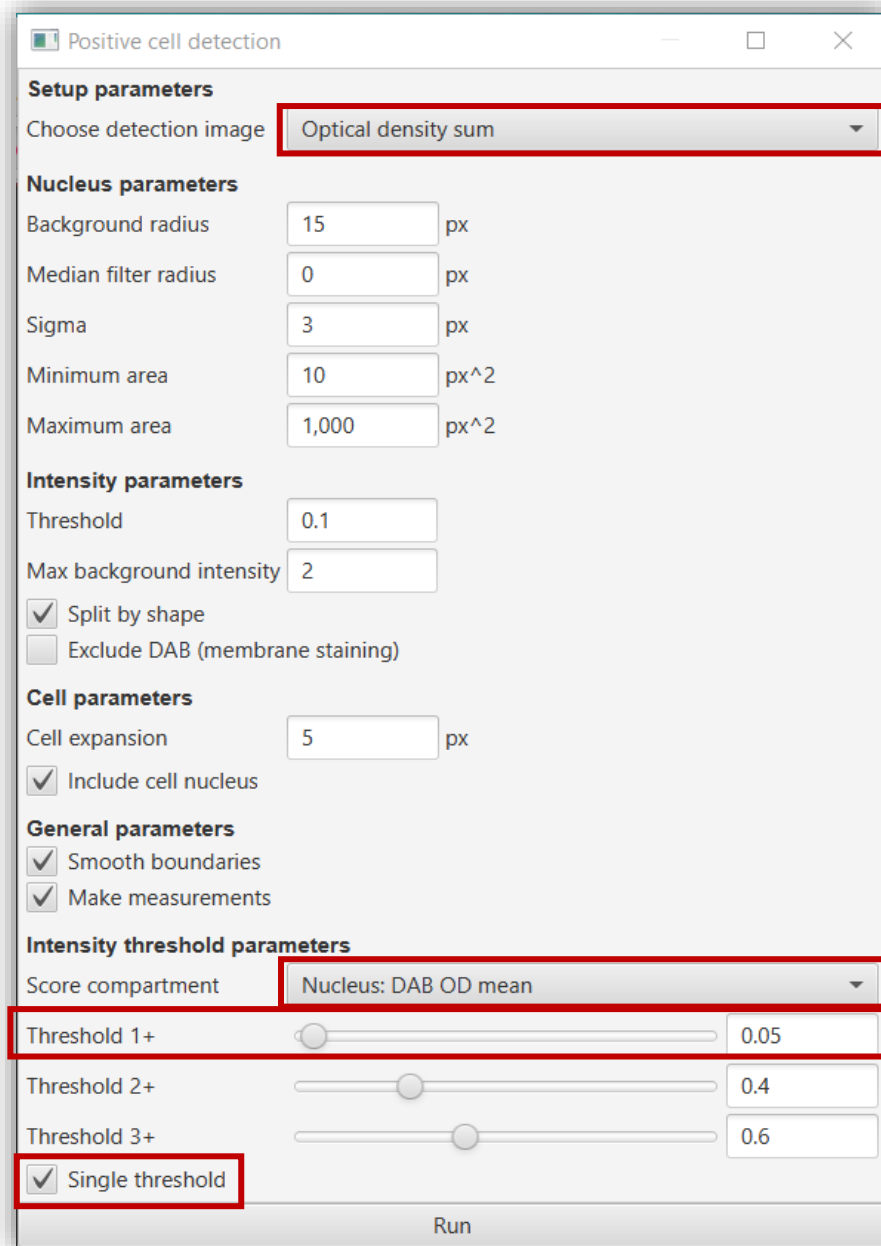 Positive cell detection
Setup parameters
Choose detection image Optical density sum
Nucleus parameters
Background radius 15 px
Median filter radius 0 px
Sigma 3 px
Minimum area 10 px^2
Maximum area 1,000 px^2
Intensity parameters
Threshold 0.1
Max background intensity 2
Split by shape
Exclude DAB (membrane staining)
Cell parameters
Cell expansion 5 px
Include cell nucleus
General parameters
Smooth boundaries
Make measurements
Intensity threshold parameters
Score compartment Nucleus: DAB OD mean
Threshold 1+ 0.05
Threshold 2+ 0.4
Threshold 3+ 0.6
Single threshold
Run